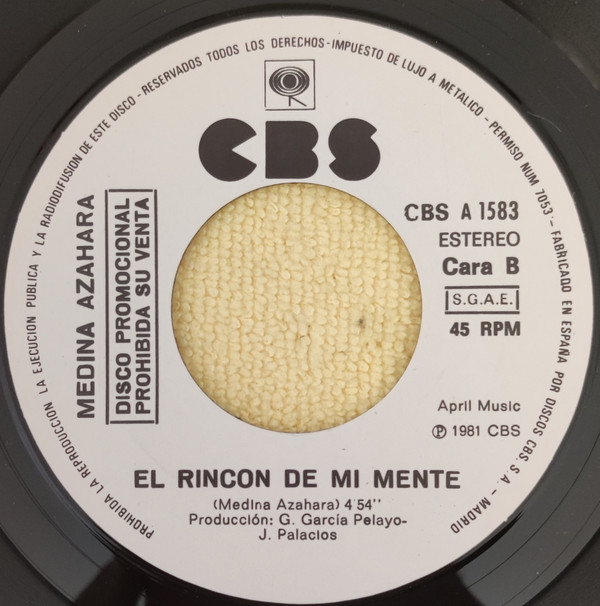 PROHIBIDA LA REPRODUCCION LA EJECUCION PUBLICA Y LA RADIODIFUSION DE ESTE DISCO-RESERVADOS TODOS LOS DERECHOS-IMPUESTO DE LUJO A METALICO-PERMISO NUM 7053-FABRICADO EN ESPAÑA POR DISCOS CBS. S.A.-MADRID
CBS
MEDINA AZAHARA
DISCO PROMOCIONAL
PROHIBIDA SU VENTA
CBS A 1583
ESTEREO
Cara B
S.G.A.E.
45 RPM
April Music
Ⓟ 1981 CBS
EL RINCON DE MI MENTE
(Medina Azahara) 4'54''
Producción: G. García Pelayo-
J. Palacios